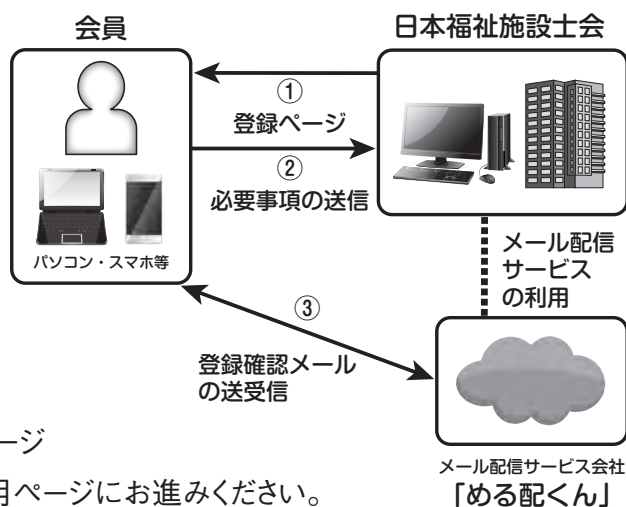 会員
日本福祉施設士会
①
登録ページ
②
必要事項の送信
パソコン・スマホ等
メール配信
サービス
の利用
③
登録確認メール
の送受信
ージ
ページにお進みください。
メール配信サービス会社
「める配くん」